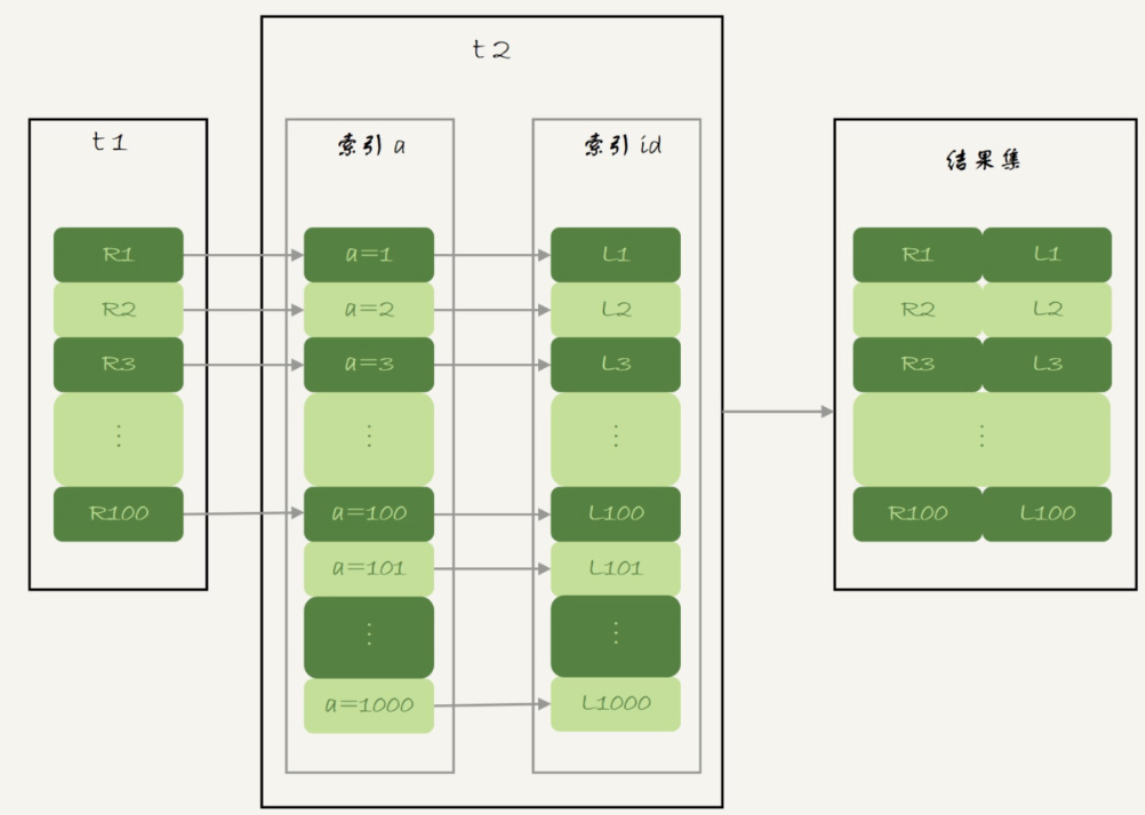 t2
t1
索引 a
索引 id
结果集
R1
a=1
L1
R1
L1
R2
a=2
L2
R2
L2
R3
a=3
L3
R3
L3
⋮
⋮
⋮
⋮
R100
a=100
L100
R100
L100
a=101
L101
⋮
⋮
a=1000
L1000